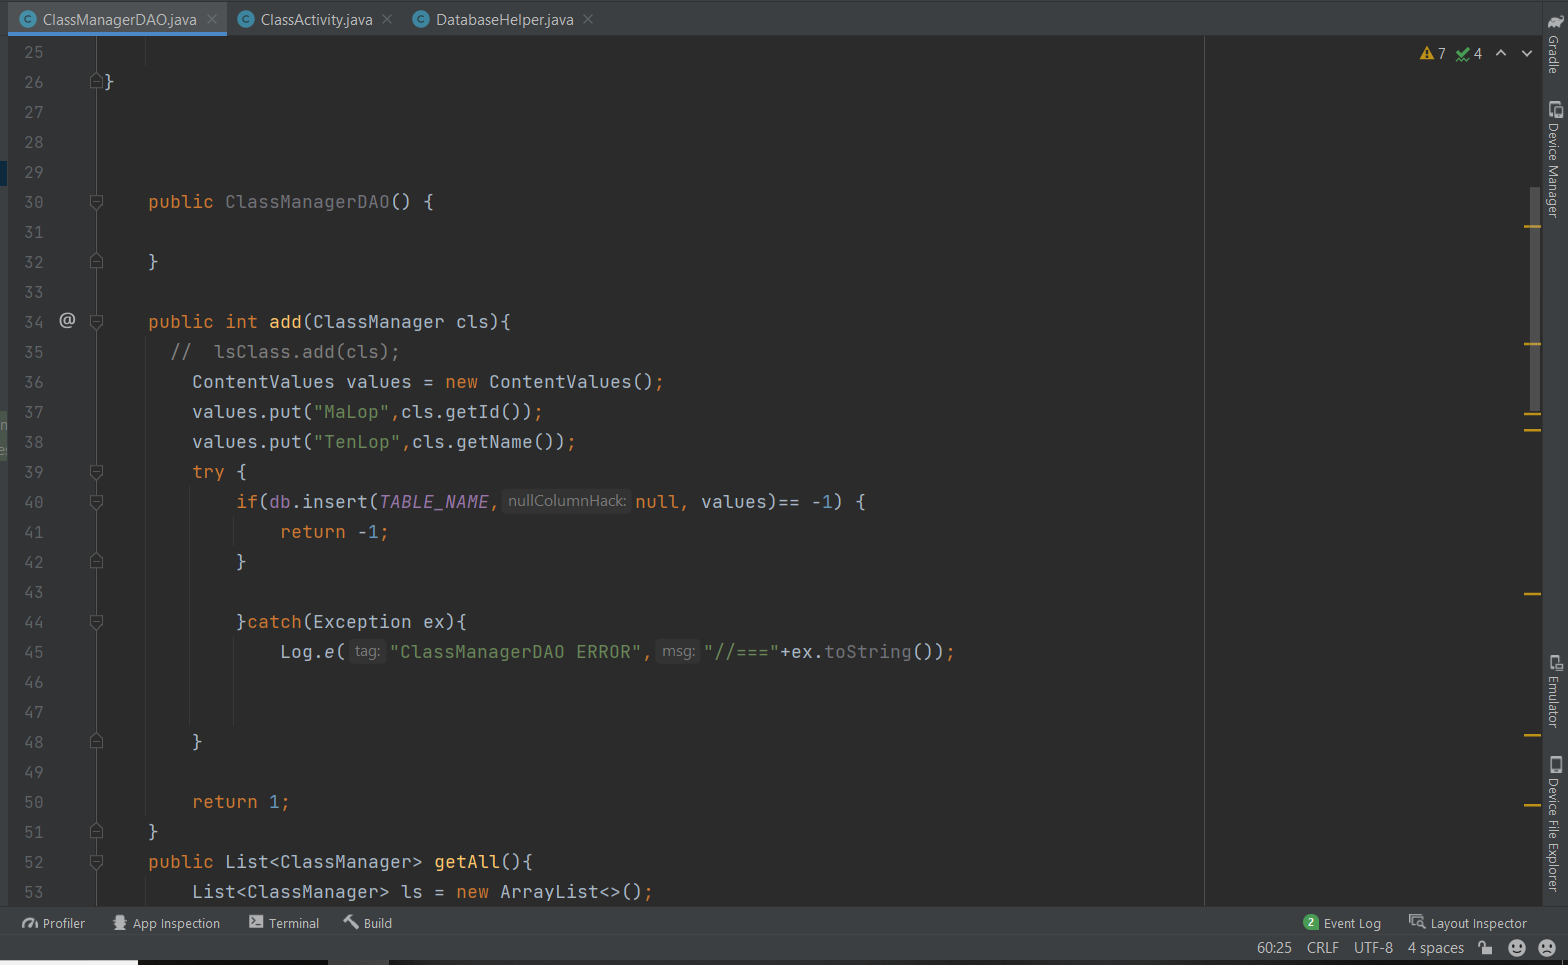 ClassManagerDAO.java ClassActivity.java DatabaseHelper.java
7 4
25
26 }
27
28
29
30 public ClassManagerDAO() {
31
32 }
33
34 @ public int add(ClassManager cls){
35 // lsClass.add(cls);
36 ContentValues values = new ContentValues();
37 values.put("MaLop",cls.getId());
38 values.put("TenLop",cls.getName());
39 try {
40 if(db.insert(TABLE_NAME, nullColumnHack: null, values)== -1) {
41 return -1;
42 }
43
44 }catch(Exception ex){
45 Log.e( tag: "ClassManagerDAO ERROR", msg: "//==="+ex.toString());
46
47
48 }
49
50 return 1;
51 }
52 public List<ClassManager> getAll(){
53 List<ClassManager> ls = new ArrayList<>();
Gradle
Device Manager
Emulator
Device File Explorer
Profiler App Inspection Terminal Build 2 Event Log Layout Inspector
60:25 CRLF UTF-8 4 spaces